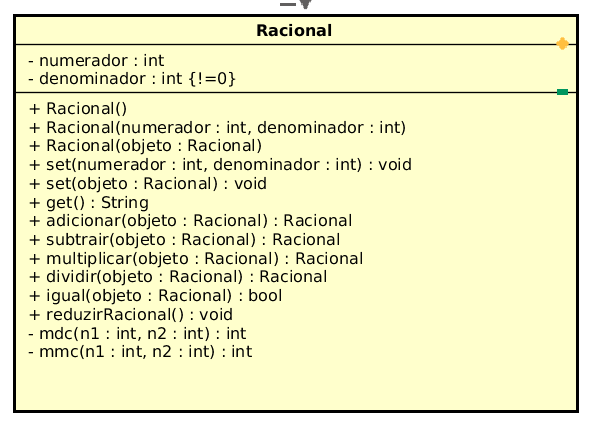 Racional
- numerador : int
- denominador : int {!=0}
+ Racional()
+ Racional(numerador : int, denominador : int)
+ Racional(objeto : Racional)
+ set(numerador : int, denominador : int) : void
+ set(objeto : Racional) : void
+ get() : String
+ adicionar(objeto : Racional) : Racional
+ subtrair(objeto : Racional) : Racional
+ multiplicar(objeto : Racional) : Racional
+ dividir(objeto : Racional) : Racional
+ igual(objeto : Racional) : bool
+ reduzirRacional() : void
- mdc(n1 : int, n2 : int) : int
- mmc(n1 : int, n2 : int) : int